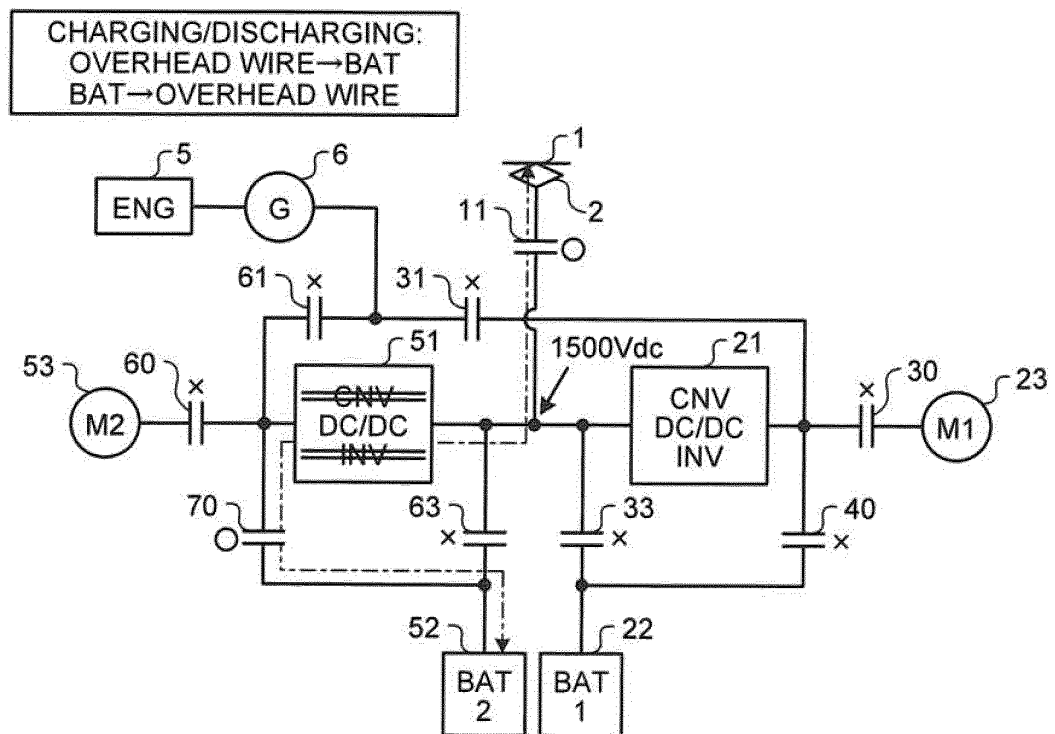 CHARGING/DISCHARGING:
OVERHEAD WIRE→BAT
BAT→OVERHEAD WIRE
5
6
1
ENG
G
11
2
61
×
31
×
○
53
60
×
51
1500Vdc
21
30
×
23
M2
CNV
DC/DC
INV
CNV
DC/DC
INV
M1
70
○
63
×
33
×
40
×
52
22
BAT
2
BAT
1